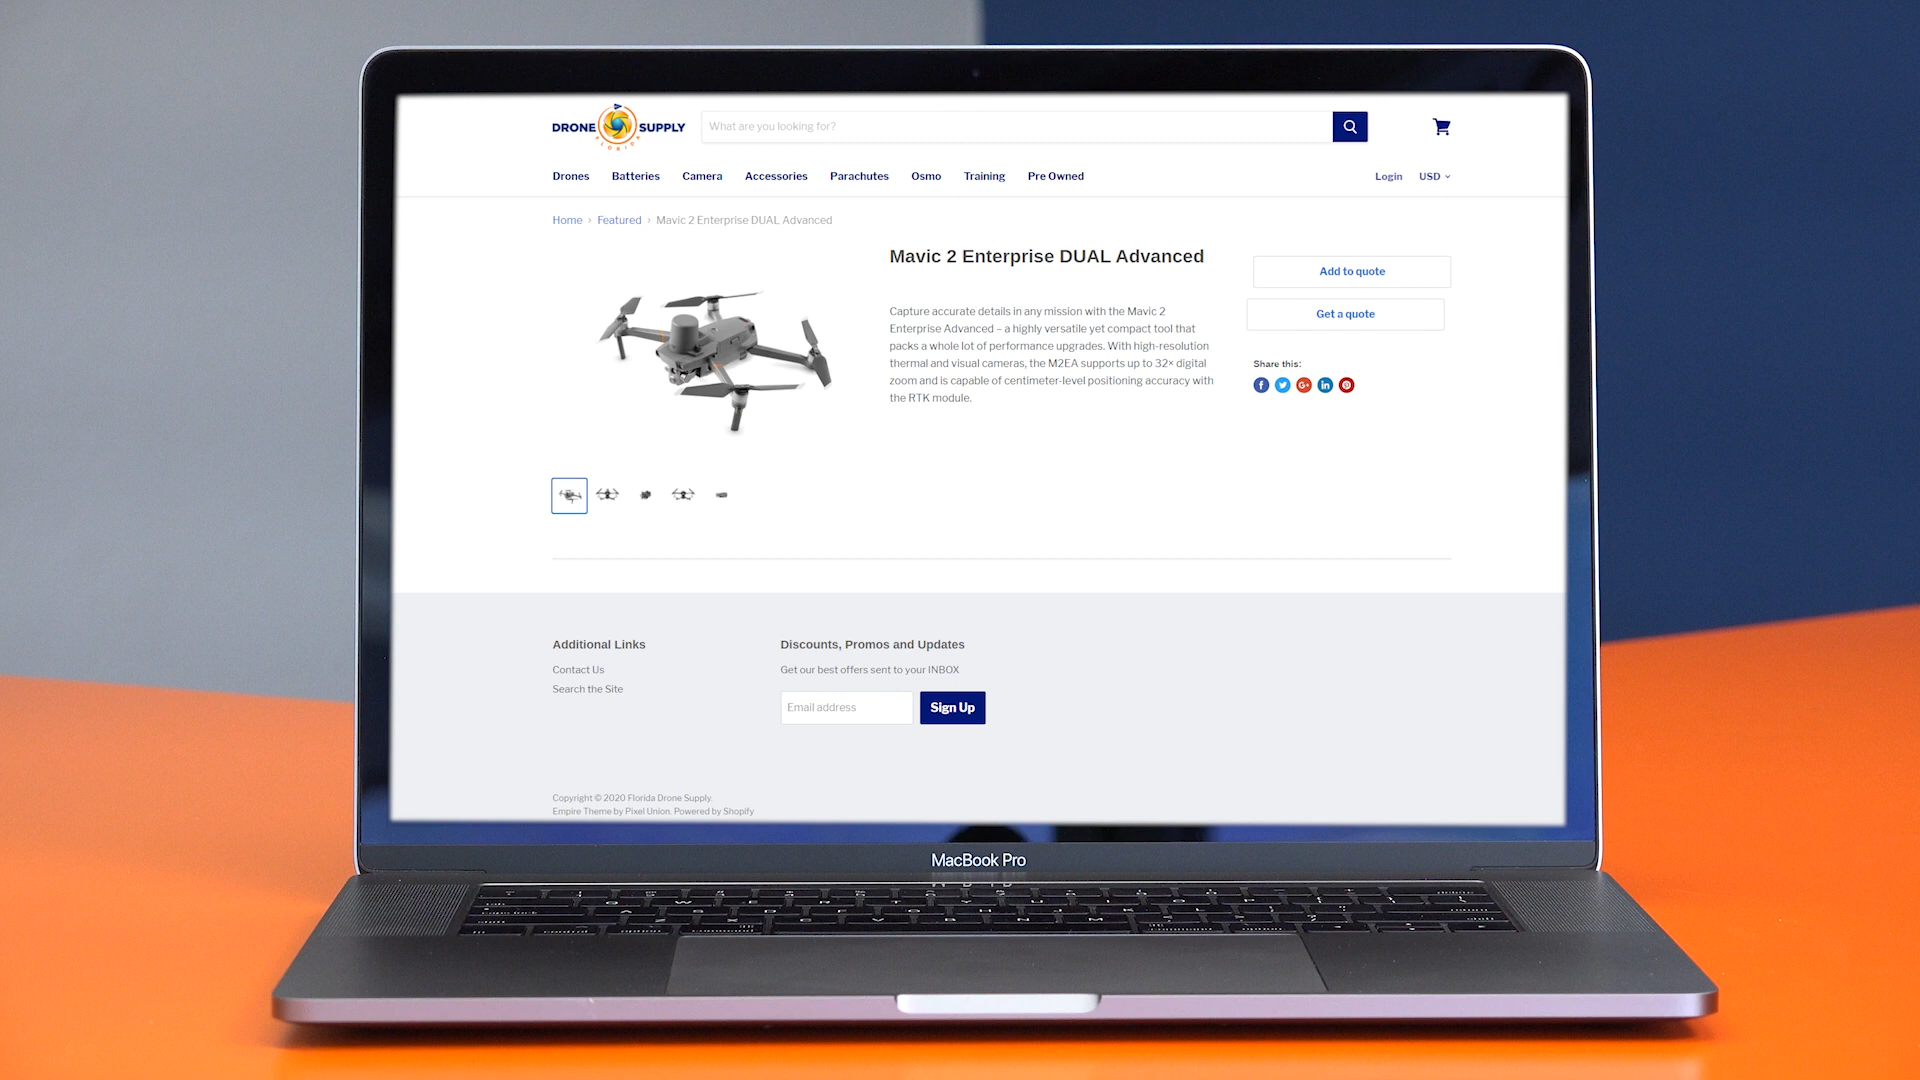 DRONE SUPPLY
FLORIDA
What are you looking for?
Drones Batteries Camera Accessories Parachutes Osmo Training Pre Owned Login USD
Home › Featured › Mavic 2 Enterprise DUAL Advanced
Mavic 2 Enterprise DUAL Advanced
Capture accurate details in any mission with the Mavic 2
Enterprise Advanced – a highly versatile yet compact tool that
packs a whole lot of performance upgrades. With high-resolution
thermal and visual cameras, the M2EA supports up to 32× digital
zoom and is capable of centimeter-level positioning accuracy with
the RTK module.
Add to quote
Get a quote
Share this:
Additional Links
Contact Us
Search the Site
Discounts, Promos and Updates
Get our best offers sent to your INBOX
Email address
Sign Up
Copyright © 2020 Florida Drone Supply.
Empire Theme by Pixel Union. Powered by Shopify
MacBook Pro